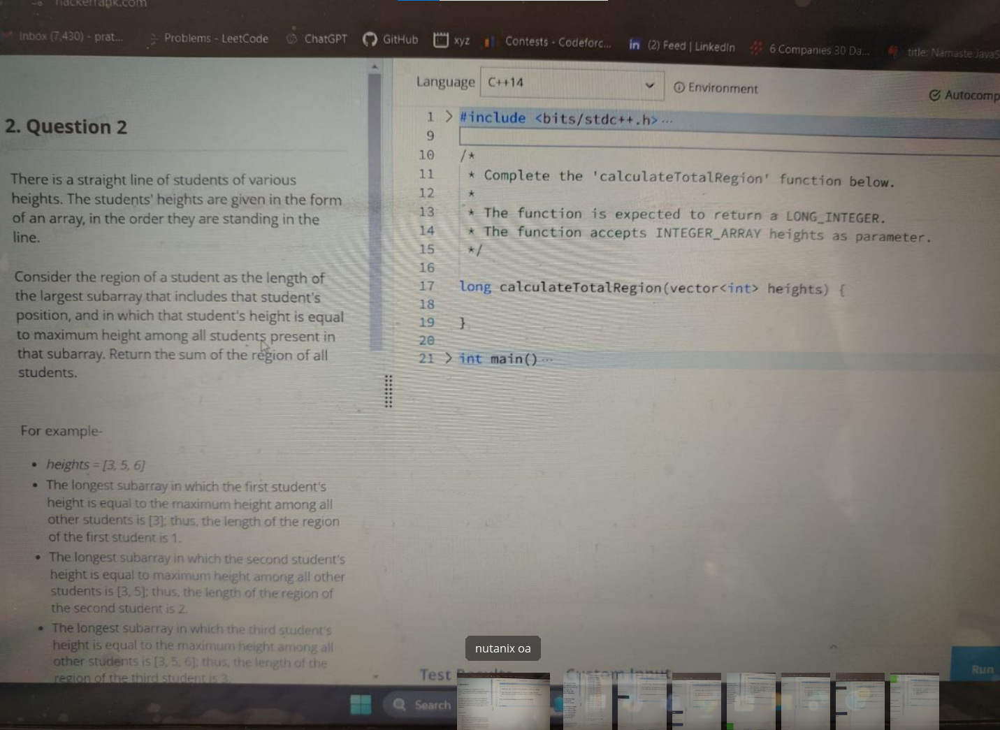 hackerrank.com
Inbox (7,430) - prat...
Problems - LeetCode
ChatGPT
GitHub
xyz
Contests - Codeforc...
in (2) Feed | LinkedIn
6 Companies 30 Da...
title: Namaste JavaS
Language
C++14
Environment
Autocomp
2. Question 2
There is a straight line of students of various
heights. The students' heights are given in the form
of an array, in the order they are standing in the
line.
Consider the region of a student as the length of
the largest subarray that includes that student's
position, and in which that student's height is equal
to maximum height among all students present in
that subarray. Return the sum of the region of all
students.
For example-
• heights = [3, 5, 6]
• The longest subarray in which the first student's
height is equal to the maximum height among all
other students is [3]; thus, the length of the region
of the first student is 1.
• The longest subarray in which the second student's
height is equal to maximum height among all other
students is [3, 5]; thus, the length of the region of
the second student is 2.
• The longest subarray in which the third student's
height is equal to the maximum height among all
other students is [3, 5, 6]; thus, the length of the
region of the third student is 3.
1 > #include <bits/stdc++.h>...
9
10 /*
11 * Complete the 'calculateTotalRegion' function below.
12 *
13 * The function is expected to return a LONG_INTEGER.
14 * The function accepts INTEGER_ARRAY heights as parameter.
15 */
16
17 long calculateTotalRegion(vector<int> heights) {
18
19 }
20
21 > int main()...
nutanix oa
Test Results
Custom Input
Run
Search